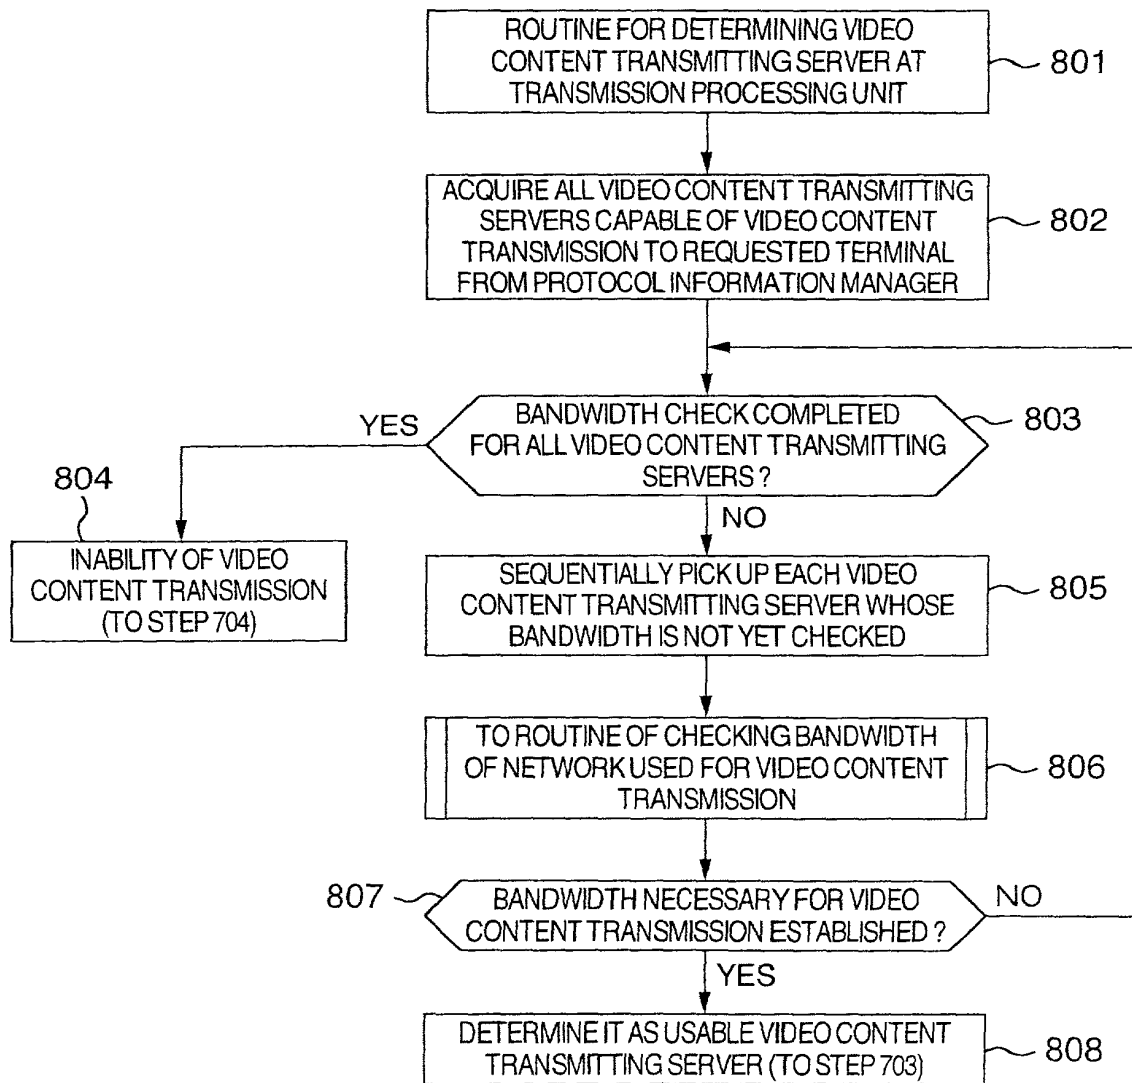 ROUTINE FOR DETERMINING VIDEO
CONTENT TRANSMITTING SERVER AT
TRANSMISSION PROCESSING UNIT
801
ACQUIRE ALL VIDEO CONTENT TRANSMITTING
SERVERS CAPABLE OF VIDEO CONTENT
TRANSMISSION TO REQUESTED TERMINAL
FROM PROTOCOL INFORMATION MANAGER
802
BANDWIDTH CHECK COMPLETED
FOR ALL VIDEO CONTENT TRANSMITTING
SERVERS ?
803
YES
NO
804
INABILITY OF VIDEO
CONTENT TRANSMISSION
(TO STEP 704)
SEQUENTIALLY PICK UP EACH VIDEO
CONTENT TRANSMITTING SERVER WHOSE
BANDWIDTH IS NOT YET CHECKED
805
TO ROUTINE OF CHECKING BANDWIDTH
OF NETWORK USED FOR VIDEO CONTENT
TRANSMISSION
806
807
BANDWIDTH NECESSARY FOR VIDEO
CONTENT TRANSMISSION ESTABLISHED ?
NO
YES
DETERMINE IT AS USABLE VIDEO CONTENT
TRANSMITTING SERVER (TO STEP 703)
808